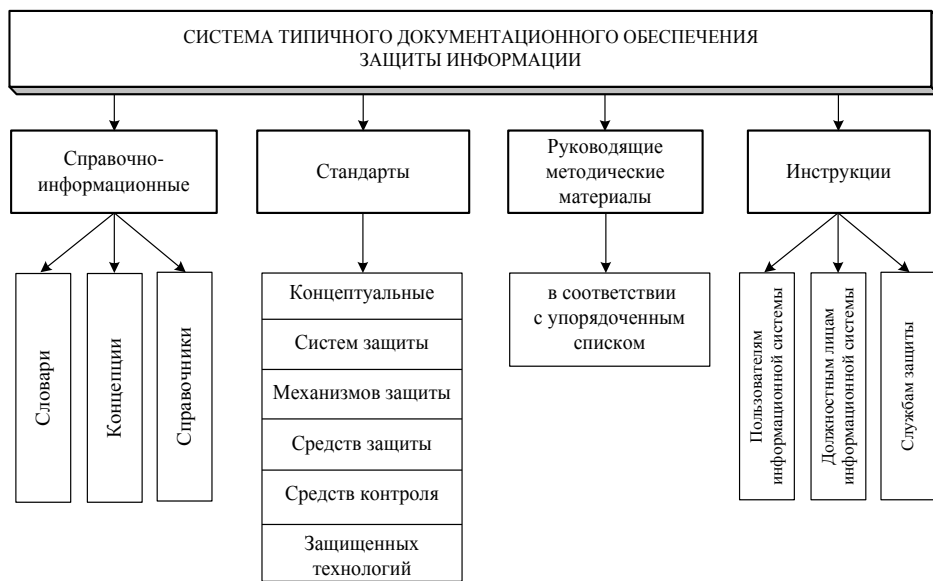 СИСТЕМА ТИПИЧНОГО ДОКУМЕНТАЦИОННОГО ОБЕСПЕЧЕНИЯ
ЗАЩИТЫ ИНФОРМАЦИИ
Справочно-
информационные
Стандарты
Руководящие
методические
материалы
Инструкции
Словари
Концепции
Справочники
Концептуальные
Систем защиты
Механизмов защиты
Средств защиты
Средств контроля
Защищенных
технологий
в соответствии
с упорядоченным
списком
Пользователям
информационной системы
Должностным лицам
информационной системы
Службам защиты